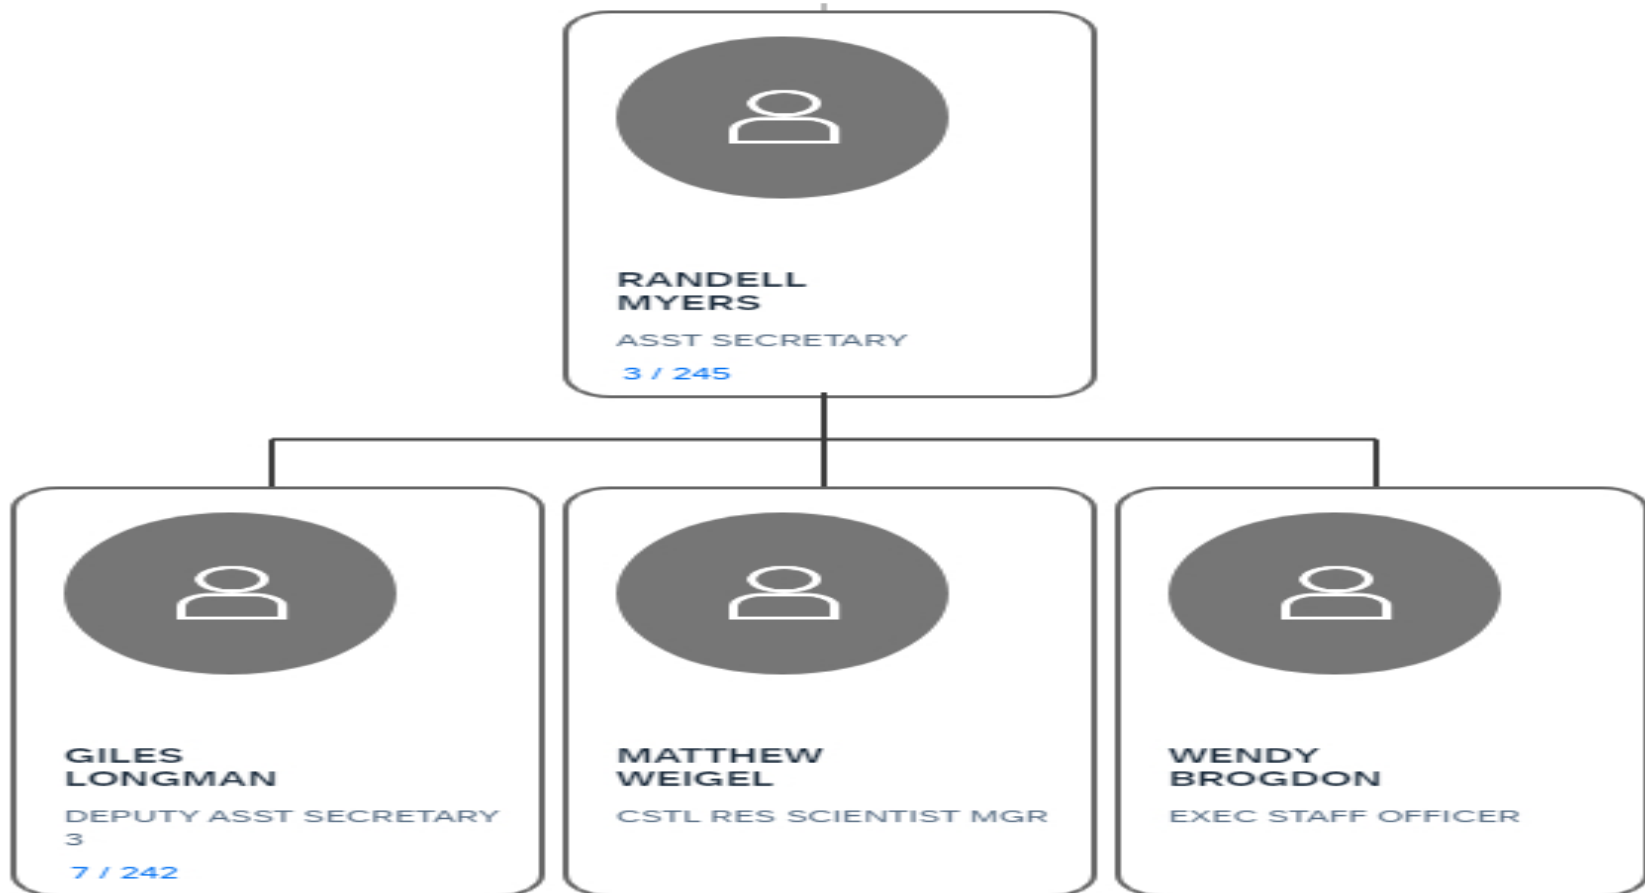 RANDELL
MYERS
ASST SECRETARY
3 / 245
GILES
LONGMAN
DEPUTY ASST SECRETARY
3
7 / 242
MATTHEW
WEIGEL
CSTL RES SCIENTIST MGR
WENDY
BROGDON
EXEC STAFF OFFICER